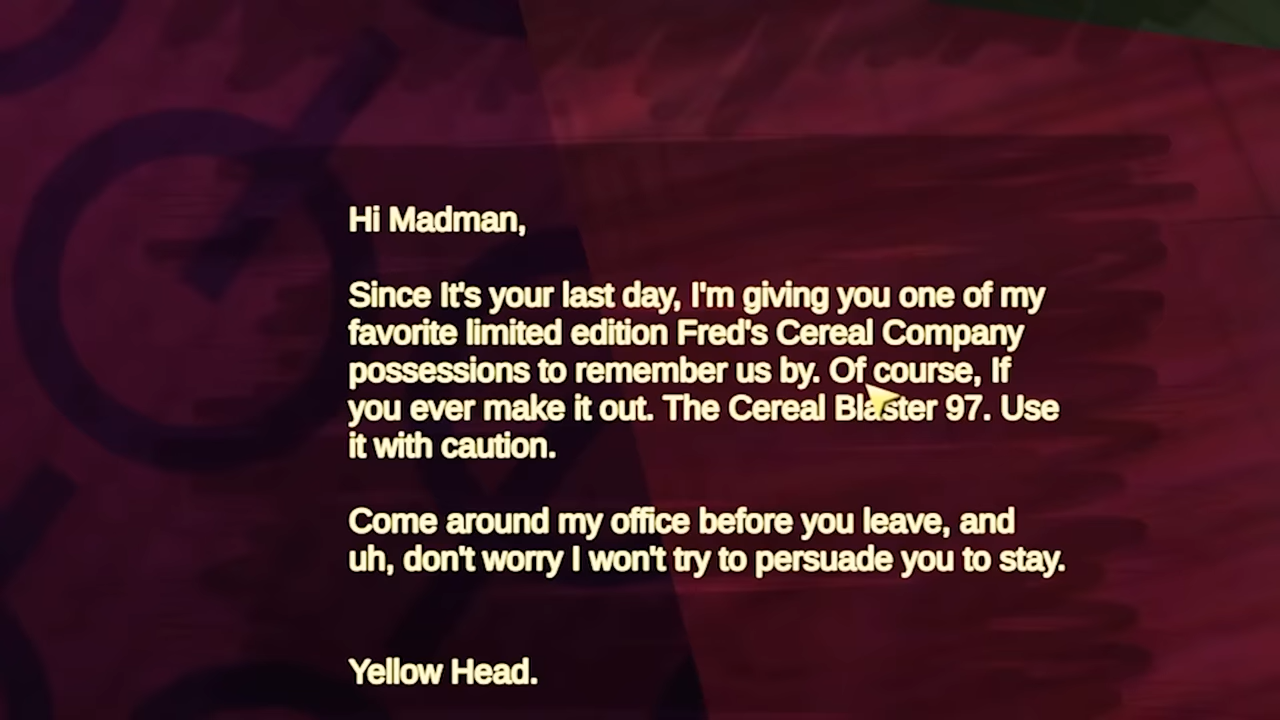 Hi Madman,
Since It's your last day, I'm giving you one of my
favorite limited edition Fred's Cereal Company
possessions to remember us by. Of course, If
you ever make it out. The Cereal Blaster 97. Use
it with caution.
Come around my office before you leave, and
uh, don't worry I won't try to persuade you to stay.
Yellow Head.